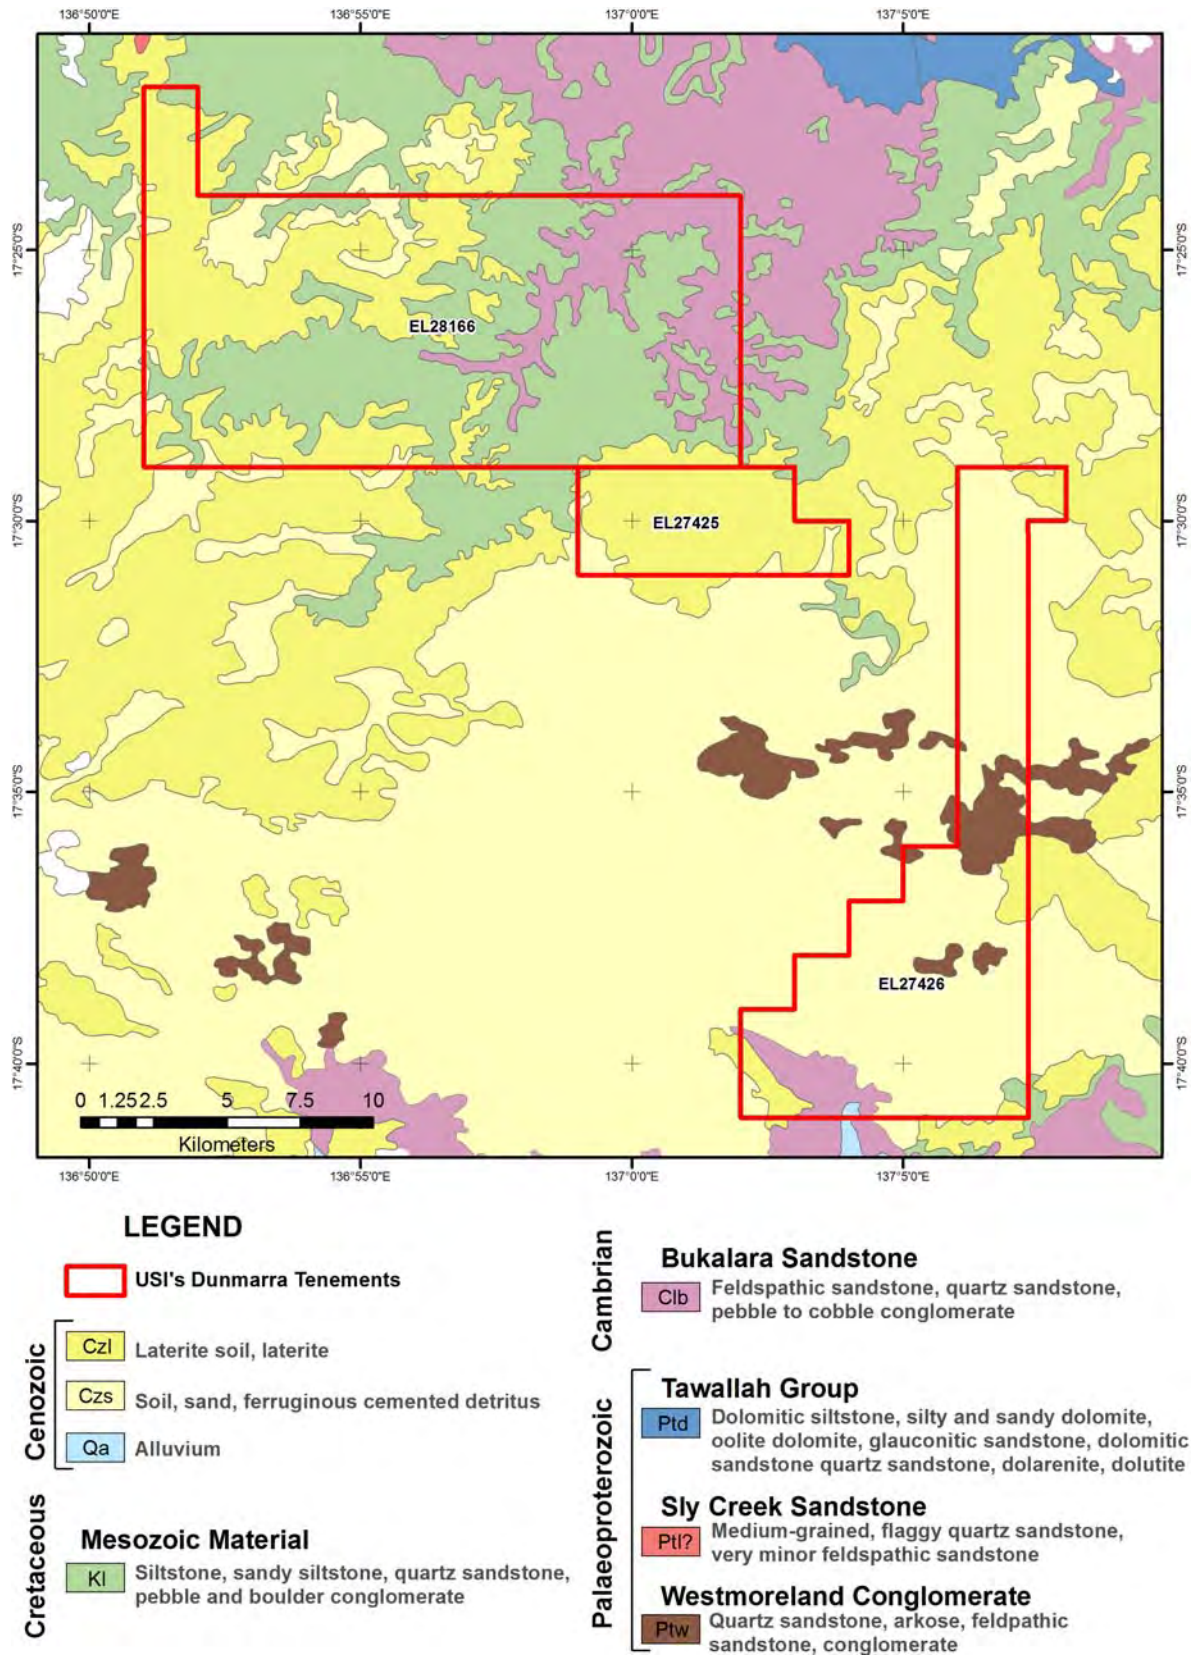 136°50'0"E 136°55'0"E 137°0'0"E 137°5'0"E
17°25'0"S 17°25'0"S
EL28166
17°30'0"S 17°30'0"S
EL27425
17°35'0"S 17°35'0"S
EL27426
17°40'0"S 17°40'0"S
0 1.25 2.5 5 7.5 10
Kilometers
136°50'0"E 136°55'0"E 137°0'0"E 137°5'0"E
LEGEND
USI's Dunmarra Tenements
Cenozoic
Czl Laterite soil, laterite
Czs Soil, sand, ferruginous cemented detritus
Qa Alluvium
Cretaceous
Mesozoic Material
Kl Siltstone, sandy siltstone, quartz sandstone,
pebble and boulder conglomerate
Cambrian
Bukalara Sandstone
Clb Feldspathic sandstone, quartz sandstone,
pebble to cobble conglomerate
Palaeoproterozoic
Tawallah Group
Ptd Dolomitic siltstone, silty and sandy dolomite,
oolite dolomite, glauconitic sandstone, dolomitic
sandstone quartz sandstone, dolarenite, dolutite
Sly Creek Sandstone
Ptl? Medium-grained, flaggy quartz sandstone,
very minor feldspathic sandstone
Westmoreland Conglomerate
Ptw Quartz sandstone, arkose, feldpathic
sandstone, conglomerate